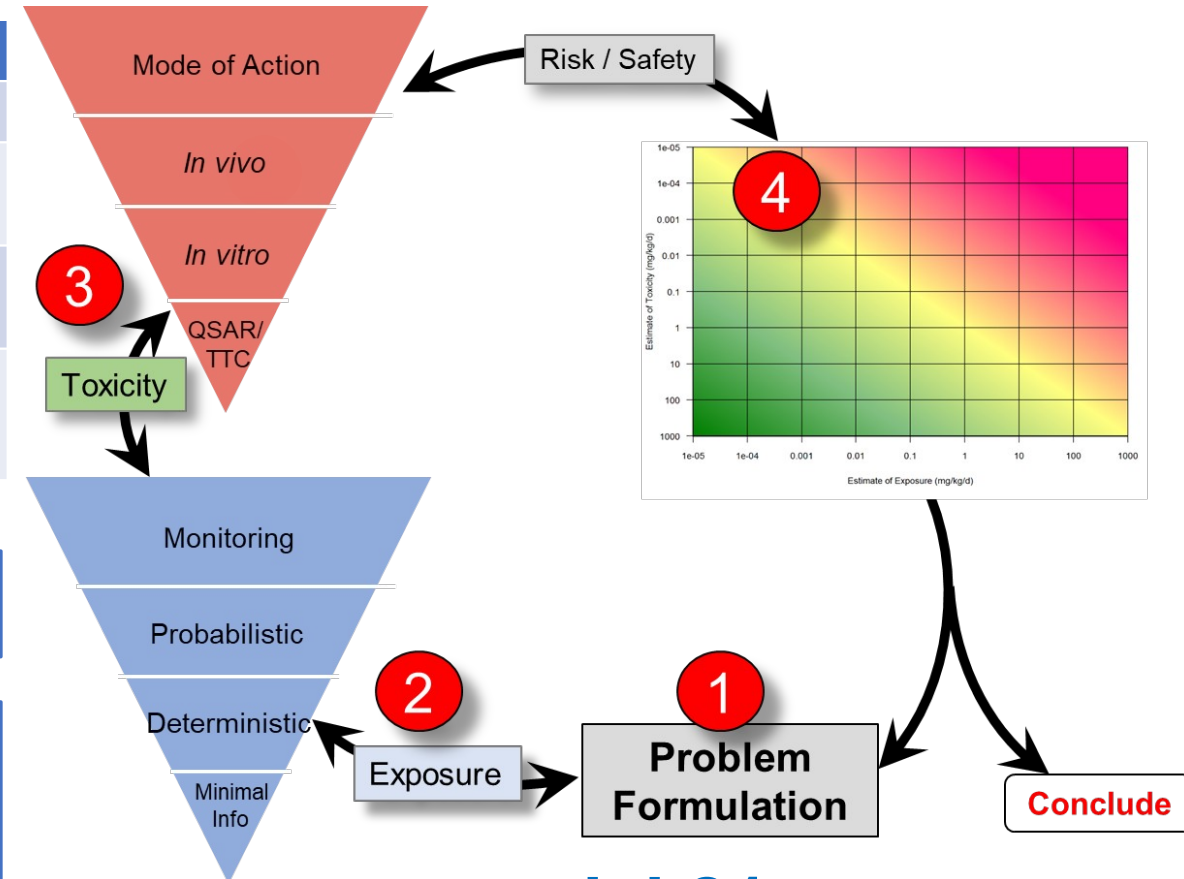 Mode of Action
In vivo
In vitro
QSAR/
TTC
3
Toxicity
Risk / Safety
4
Estimate of Toxicity (mg/kg/d)
1e-05
1e-04
0.001
0.01
0.1
1
10
100
1000
1e-05 1e-04 0.001 0.01 0.1 1 10 100 1000
Estimate of Exposure (mg/kg/d)
Monitoring
Probabilistic
Deterministic
Minimal
Info
2
Exposure
1
Problem
Formulation
Conclude